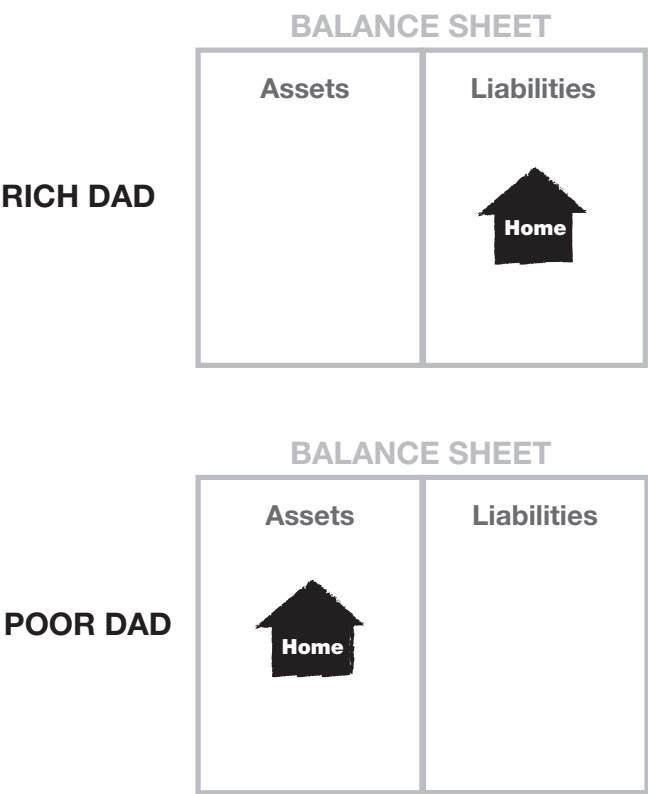 BALANCE SHEET
Assets Liabilities
RICH DAD
Home
BALANCE SHEET
Assets Liabilities
POOR DAD
Home